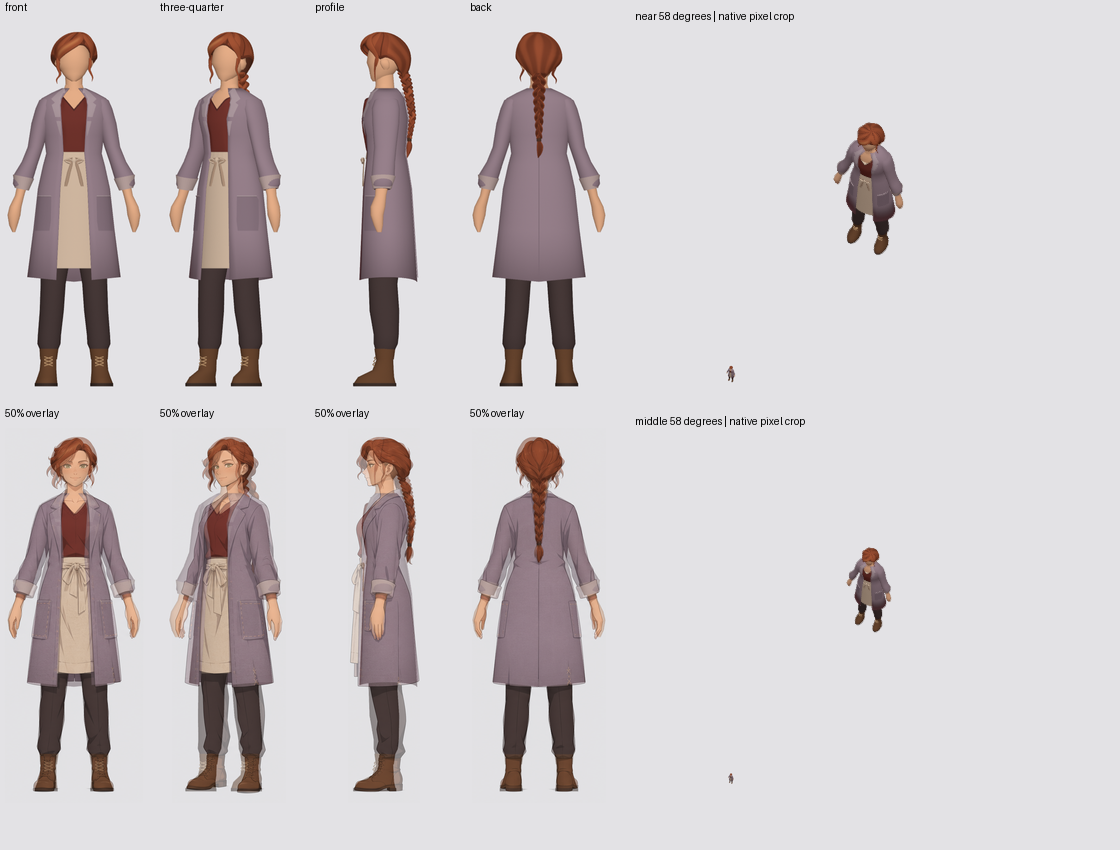 front
three-quarter
profile
back
near 58 degrees | native pixel crop
50% overlay
50% overlay
50% overlay
50% overlay
middle 58 degrees | native pixel crop